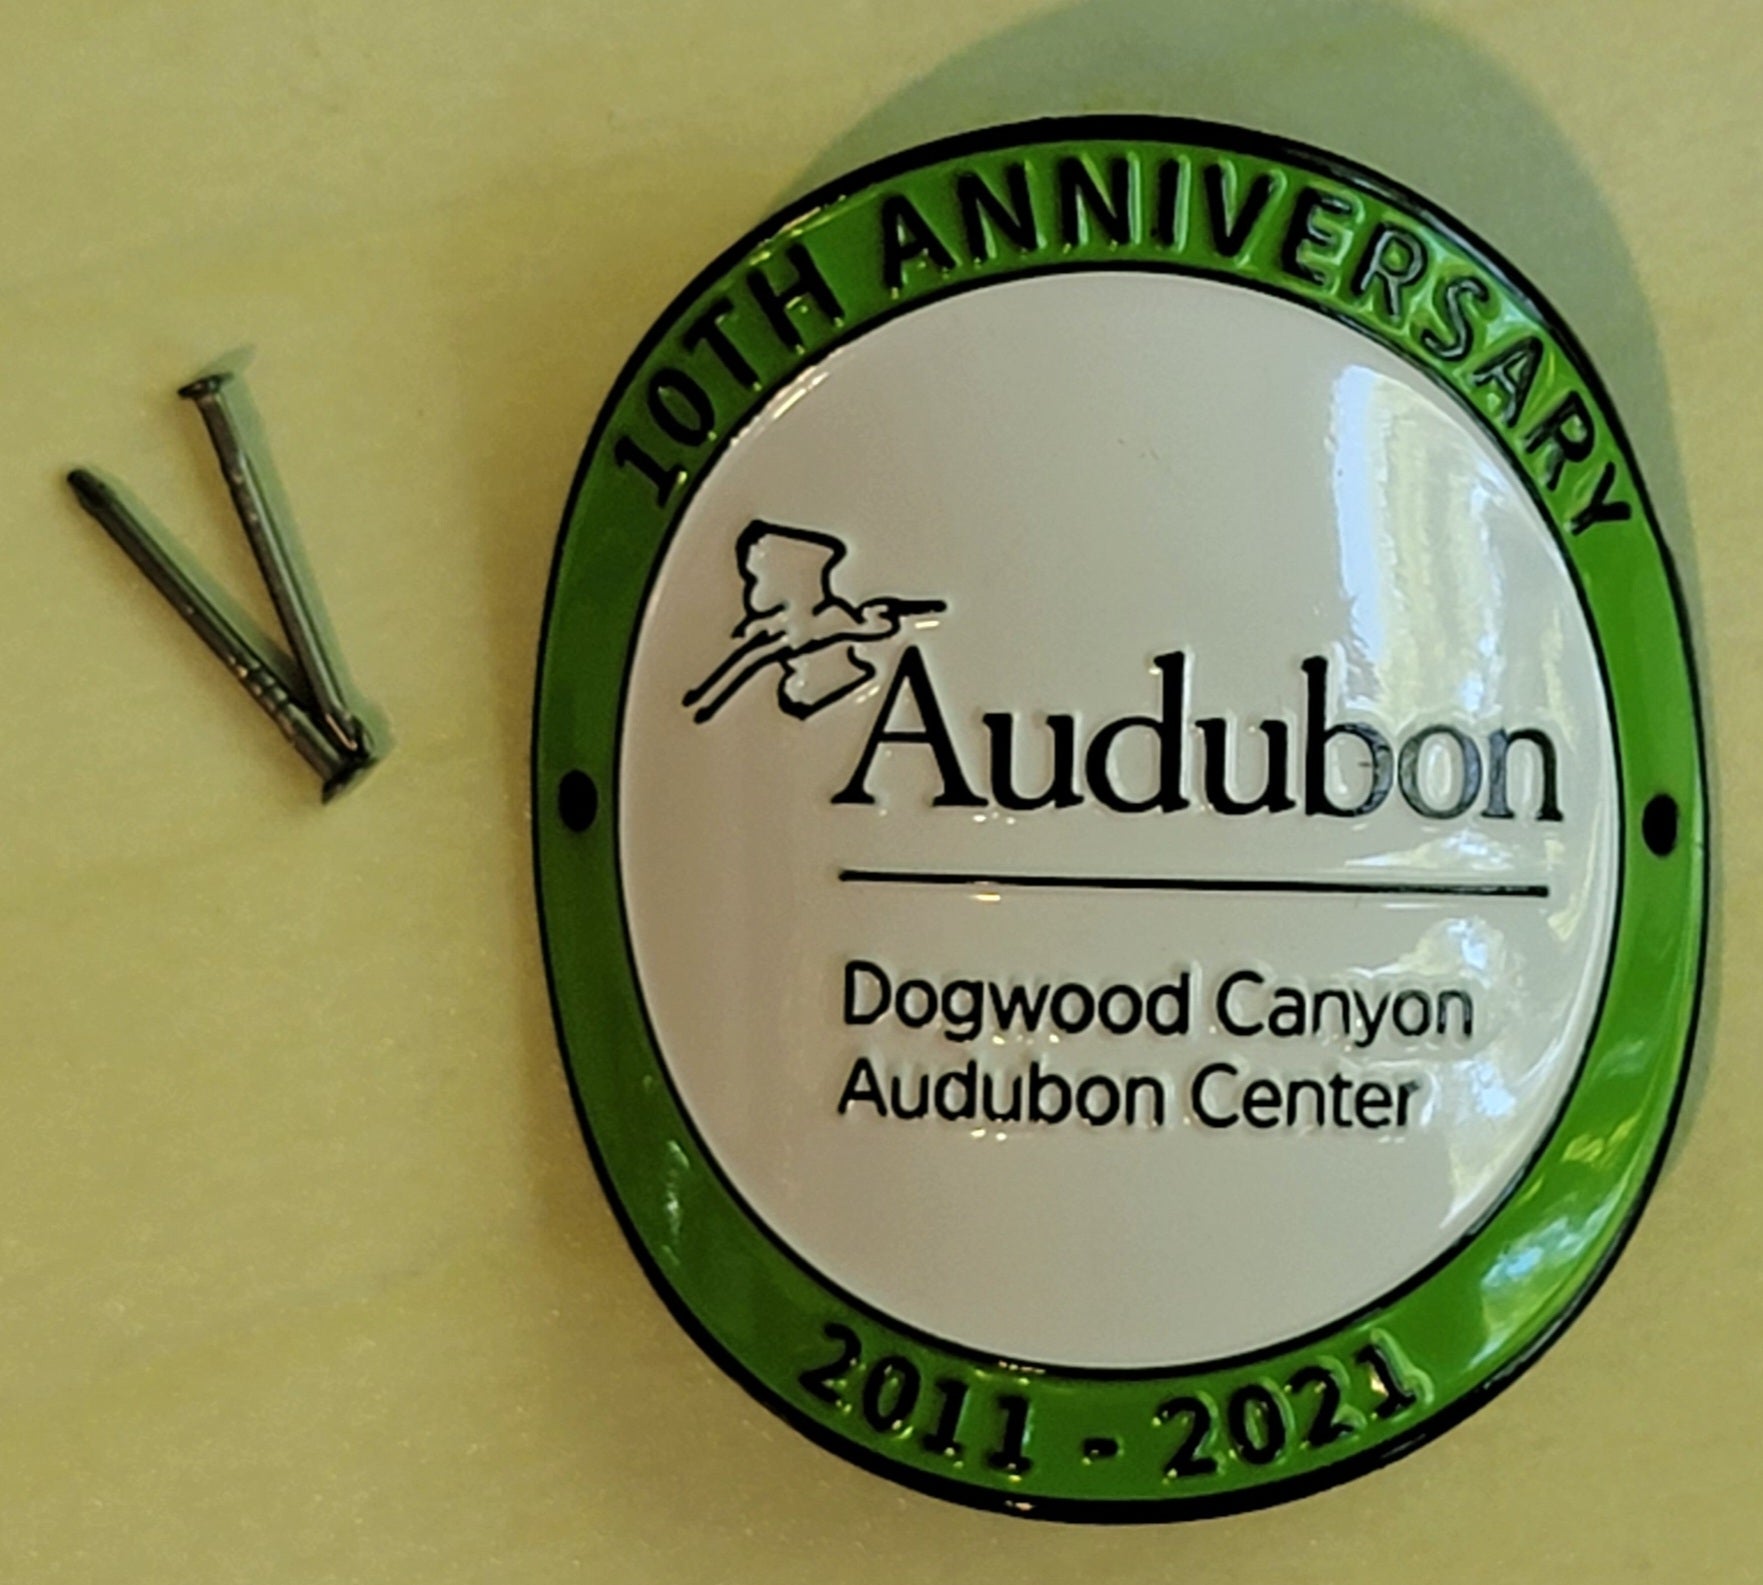 10TH ANNIVERSARY
Audubon
Dogwood Canyon
Audubon Center
2011 - 2021